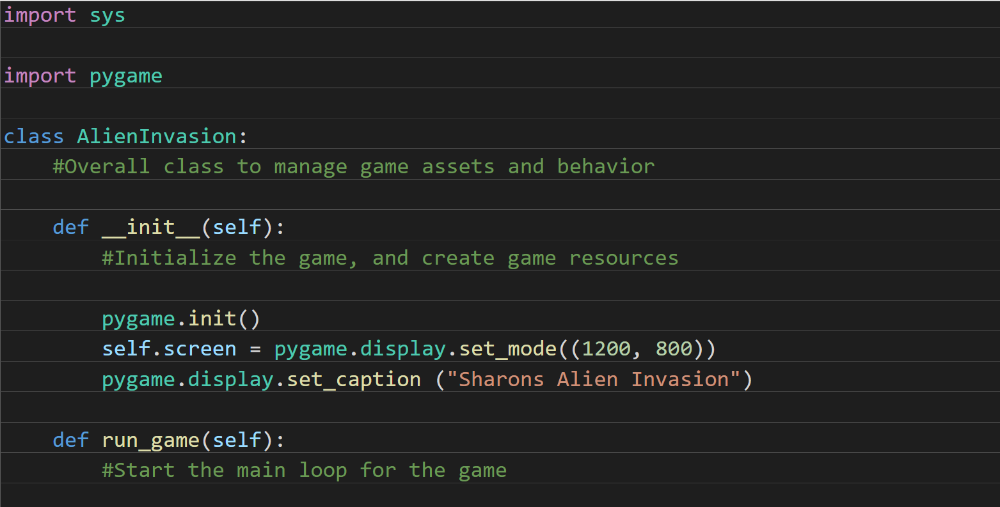 import sys
import pygame
class AlienInvasion:
    #Overall class to manage game assets and behavior
    def __init__(self):
        #Initialize the game, and create game resources
        pygame.init()
        self.screen = pygame.display.set_mode((1200, 800))
        pygame.display.set_caption ("Sharons Alien Invasion")
    def run_game(self):
        #Start the main loop for the game